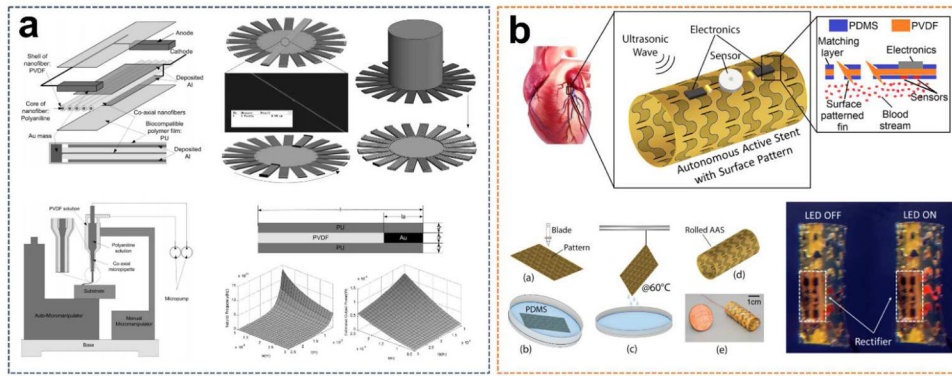 a
Anode
Cathode
Shell of
nanofiber:
PVDF
Deposited
Al
Core of
nanofiber:
Polyaniline
Co-axial nanofibers
Biocompatible
polymer film:
PU
Au mass
Deposited
Al
PVDF solution
Polyaniline
solution
Co-axial
micropipette
Substrate
Micropump
Auto-Micromanipulator
Manual
Micromanipulator
Base
l
la
PU
PVDF
Au
PU
b
Ultrasonic
Wave
Electronics
Sensor
Autonomous Active Stent
with Surface Pattern
PDMS
PVDF
Matching
layer
Electronics
Surface
patterned
fin
Sensors
Blood
stream
Blade
Pattern
(a)
@60°C
Rolled AAS
(d)
PDMS
(b)
(c)
1cm
(e)
LED OFF
LED ON
Rectifier